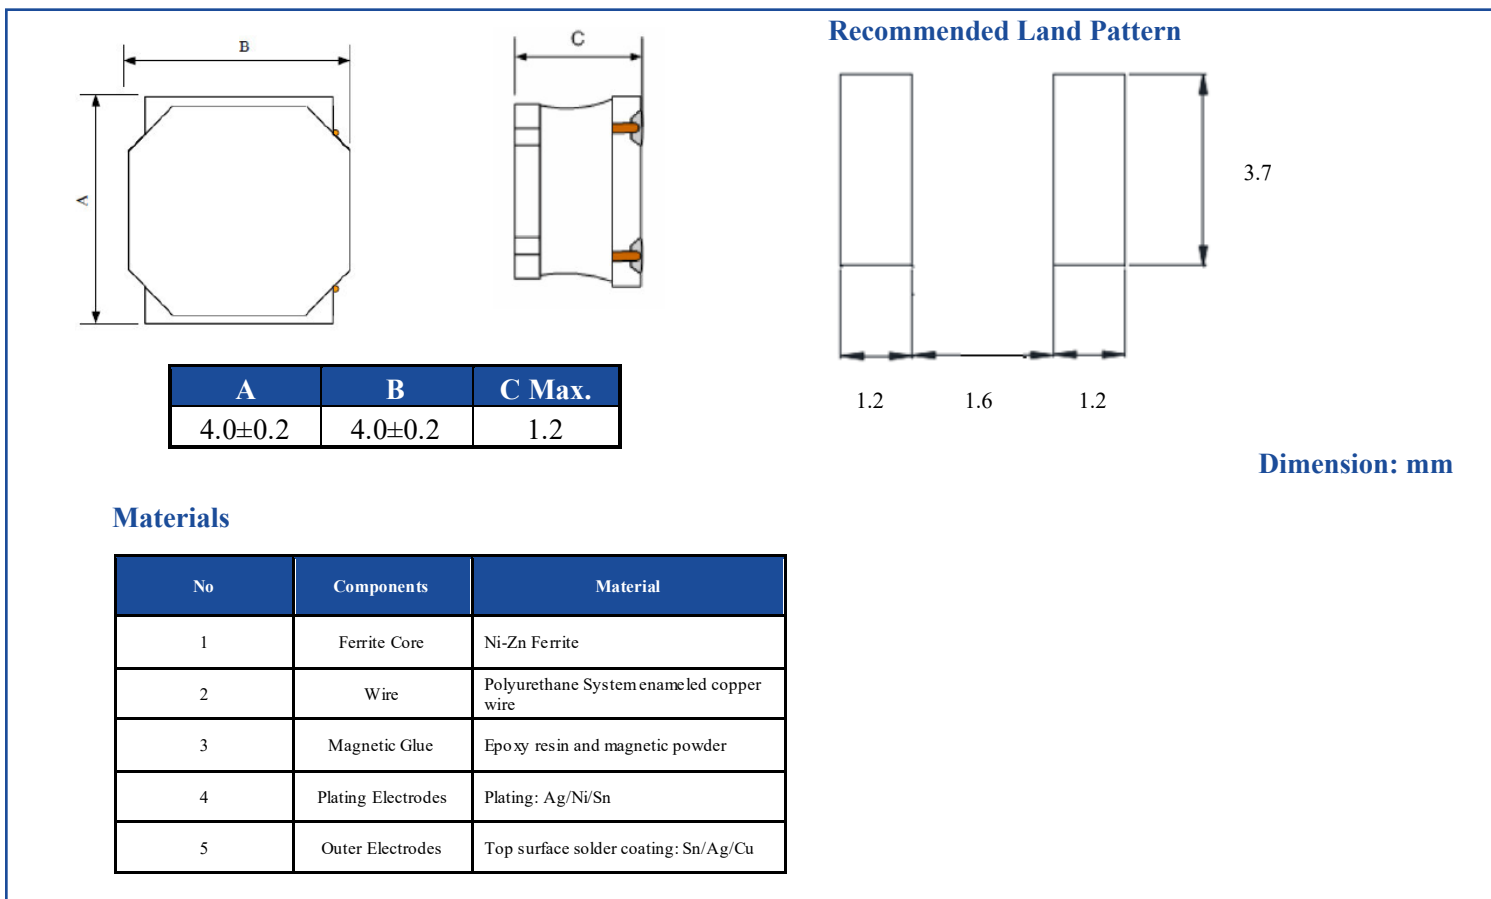 B
C
Recommended Land Pattern
A
3.7
1.2 1.6 1.2
A B C Max.
4.0±0.2 4.0±0.2 1.2
Dimension: mm
Materials
No Components Material
1 Ferrite Core Ni-Zn Ferrite
2 Wire Polyurethane System enameled copper
wire
3 Magnetic Glue Epoxy resin and magnetic powder
4 Plating Electrodes Plating: Ag/Ni/Sn
5 Outer Electrodes Top surface solder coating: Sn/Ag/Cu